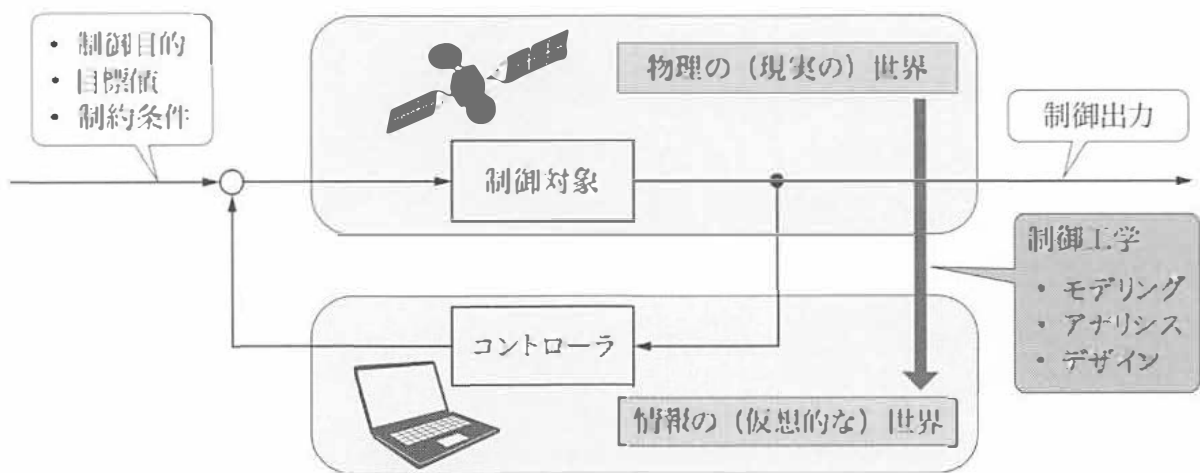 • 制御目的
• 目標値
• 制約条件
物理の（現実の）世界
制御出力
制御対象
制御工学
• モデリング
• アナリシス
• デザイン
コントローラ
情報の（仮想的な）世界